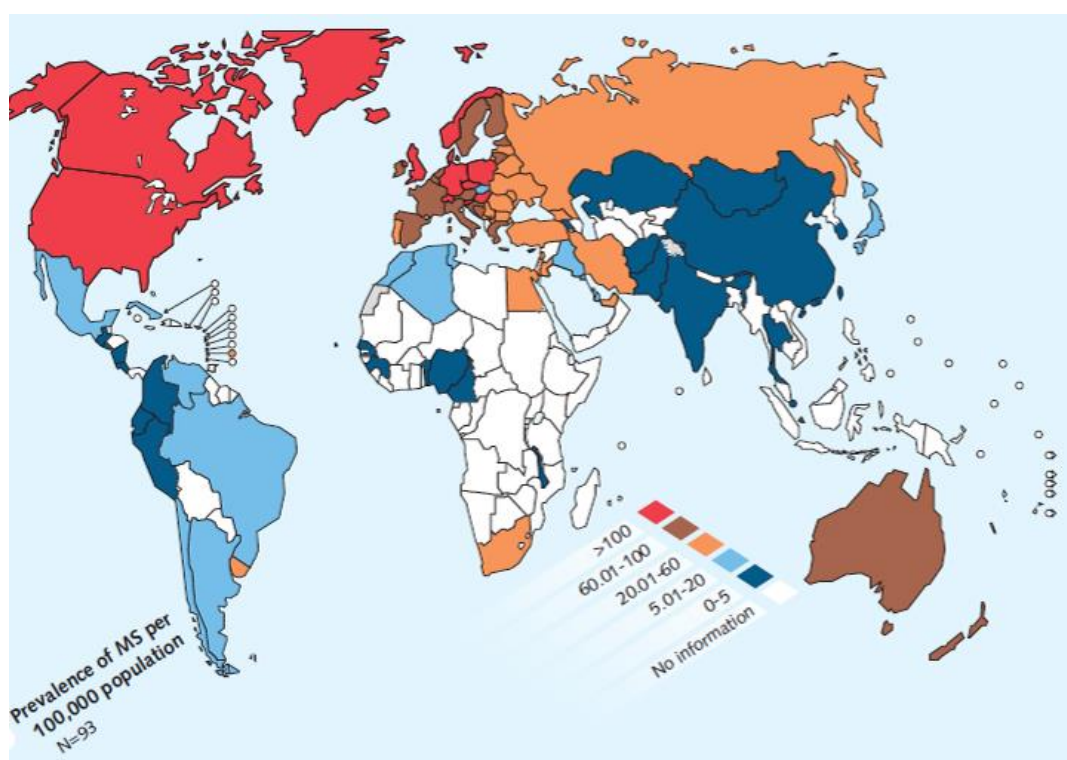 >100
60.01-100
20.01-60
5.01-20
0-5
No information
Prevalence of MS per
100,000 population
N=93